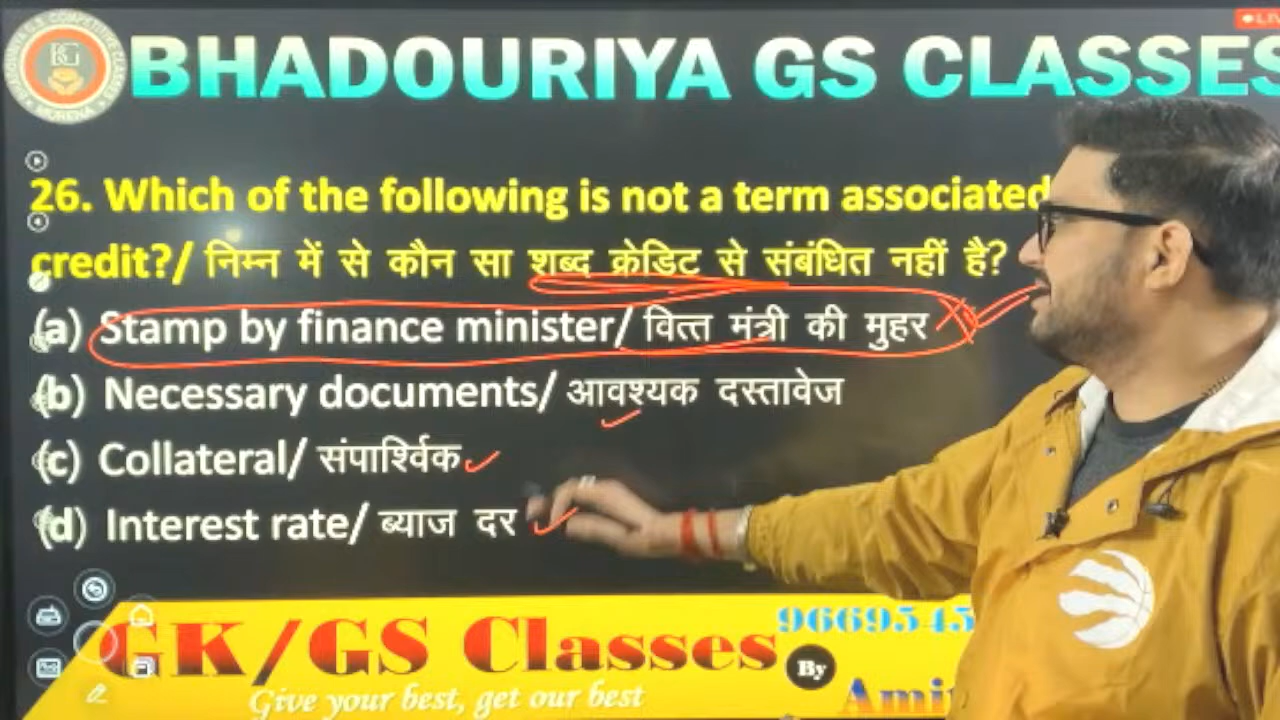 BHADOURIYA GS CLASSES
26. Which of the following is not a term associated
credit?/ निम्न में से कौन सा शब्द क्रेडिट से संबंधित नहीं है?
(a) Stamp by finance minister/ वित्त मंत्री की मुहर
(b) Necessary documents/ आवश्यक दस्तावेज
(c) Collateral/ संपार्श्विक
(d) Interest rate/ ब्याज दर
GK/GS Classes
9669545
Give your best, get our best
By